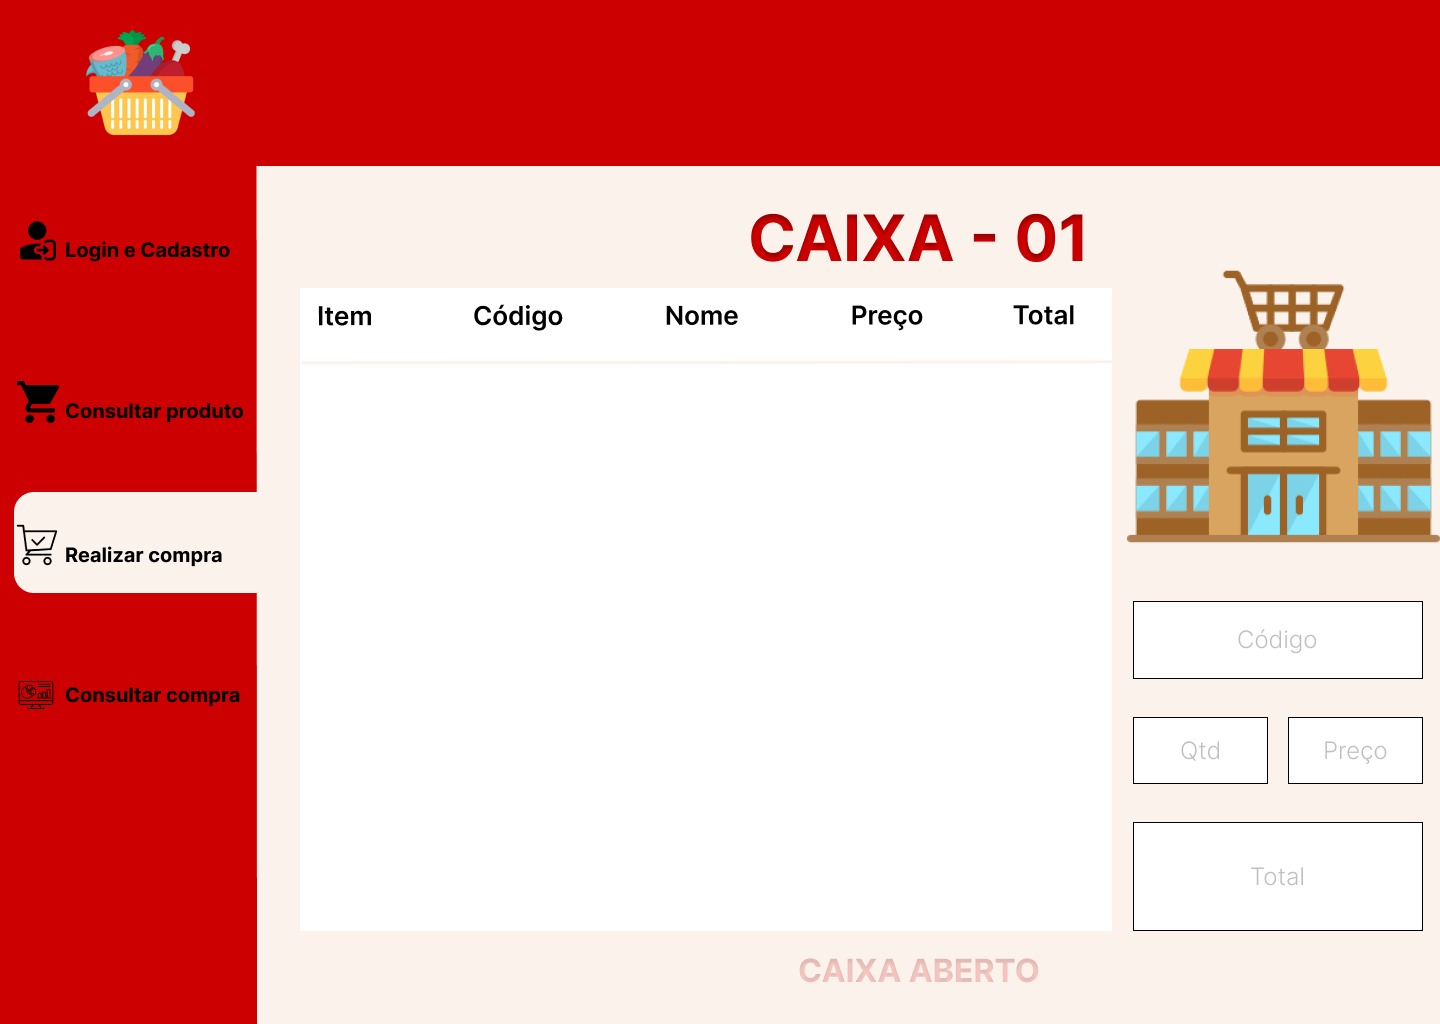 Login e Cadastro
Consultar produto
Realizar compra
Consultar compra
CAIXA - 01
Item Código Nome Preço Total
Código
Qtd Preço
Total
CAIXA ABERTO